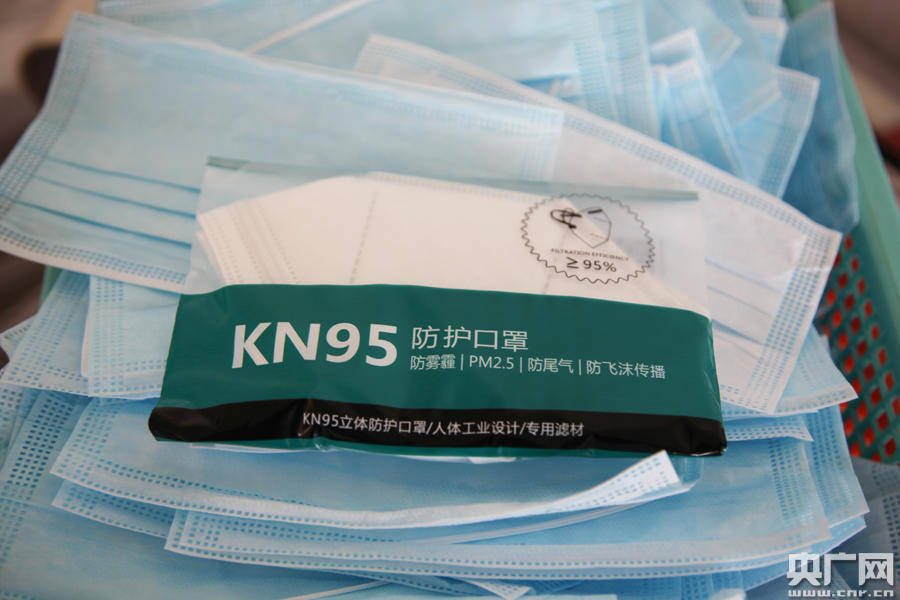 FILTRATION EFFICIENCY
≥95%
KN95 防护口罩
防雾霾 | PM2.5 | 防尾气 | 防飞沫传播
KN95立体防护口罩/人体工业设计/专用滤材
央广网
www.cnr.cn